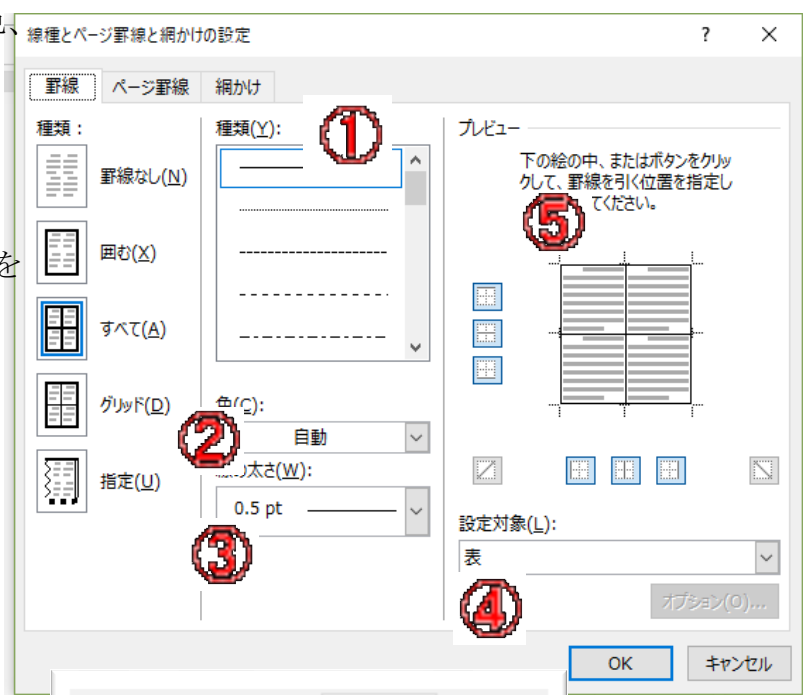 線種とページ罫線と網かけの設定
?
罫線
ページ罫線
網かけ
種類：
罫線なし(N)
囲む(X)
すべて(A)
グリッド(D)
指定(U)
種類(Y):
①
色(C):
②
自動
の太さ(W):
0.5 pt
③
プレビュー
下の絵の中、またはボタンをクリッ
クして、罫線を引く位置を指定し
てください。
⑤
設定対象(L):
表
④
オプション(O)...
OK
キャンセル
を